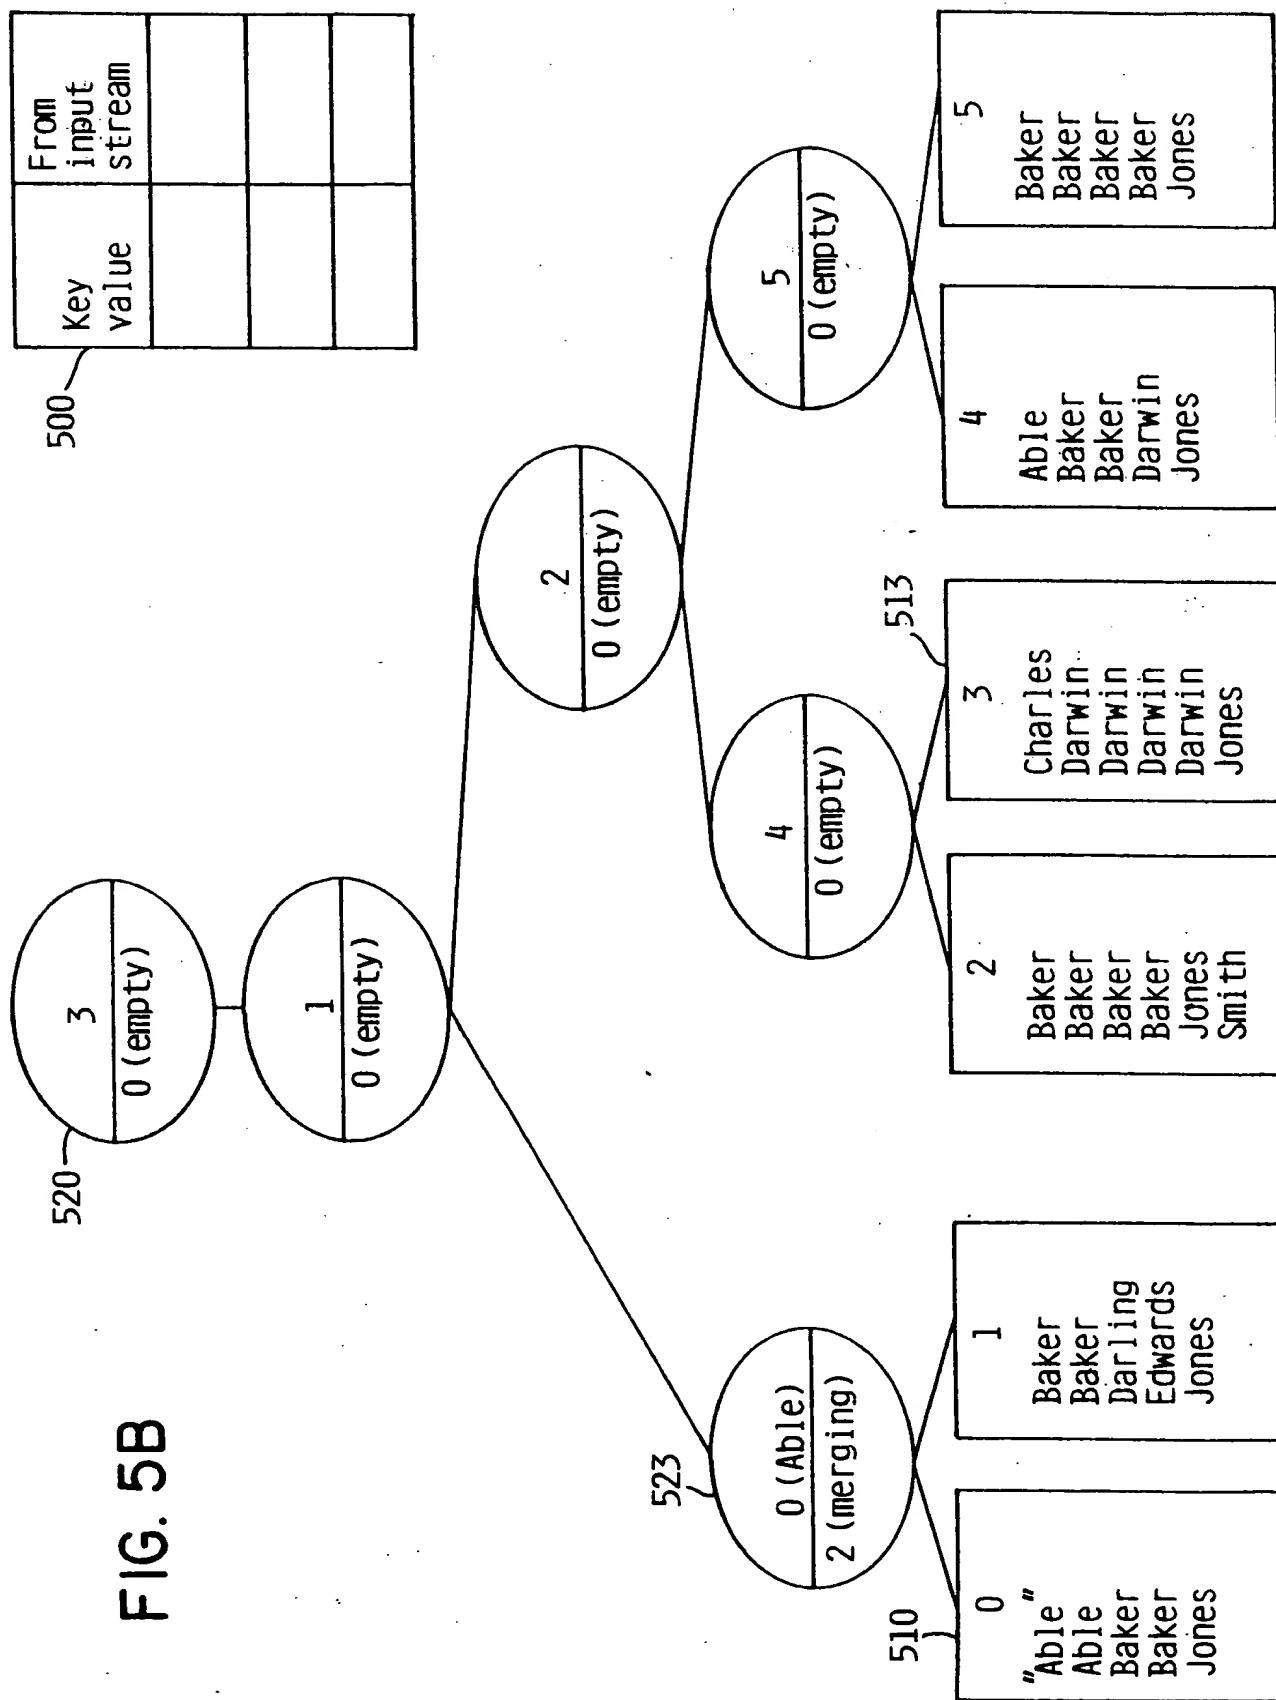 FIG. 5B
500
Key value
From input stream
520
3
0 (empty)
1
0 (empty)
2
0 (empty)
523
0 (Able)
2 (merging)
4
0 (empty)
5
0 (empty)
510
0
"Able"
Able
Baker
Baker
Jones
1
Baker
Baker
Darling
Edwards
Jones
2
Baker
Baker
Baker
Baker
Jones
Smith
513
3
Charles
Darwin
Darwin
Darwin
Darwin
Jones
4
Able
Baker
Baker
Darwin
Jones
5
Baker
Baker
Baker
Baker
Jones